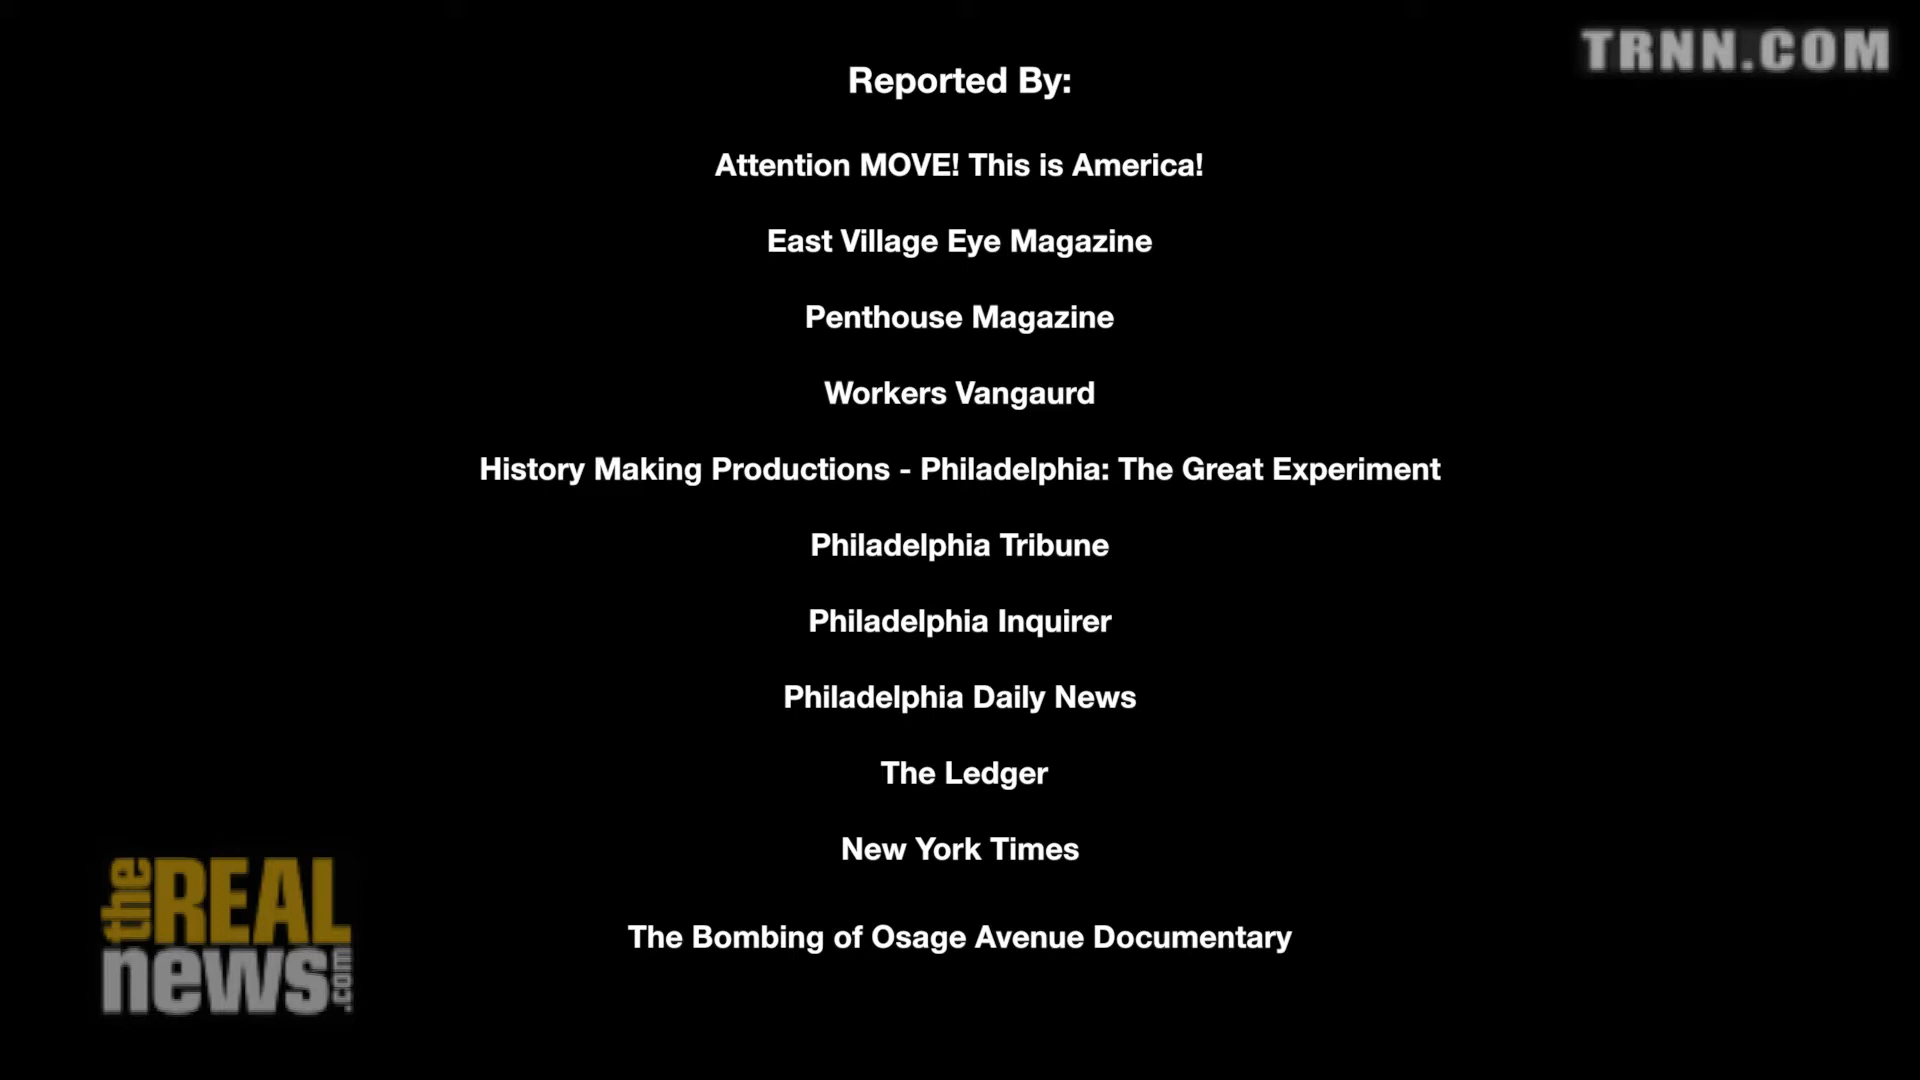 TRNN.COM
Reported By:
Attention MOVE! This is America!
East Village Eye Magazine
Penthouse Magazine
Workers Vangaurd
History Making Productions - Philadelphia: The Great Experiment
Philadelphia Tribune
Philadelphia Inquirer
Philadelphia Daily News
The Ledger
New York Times
The Bombing of Osage Avenue Documentary
the REAL
news.com